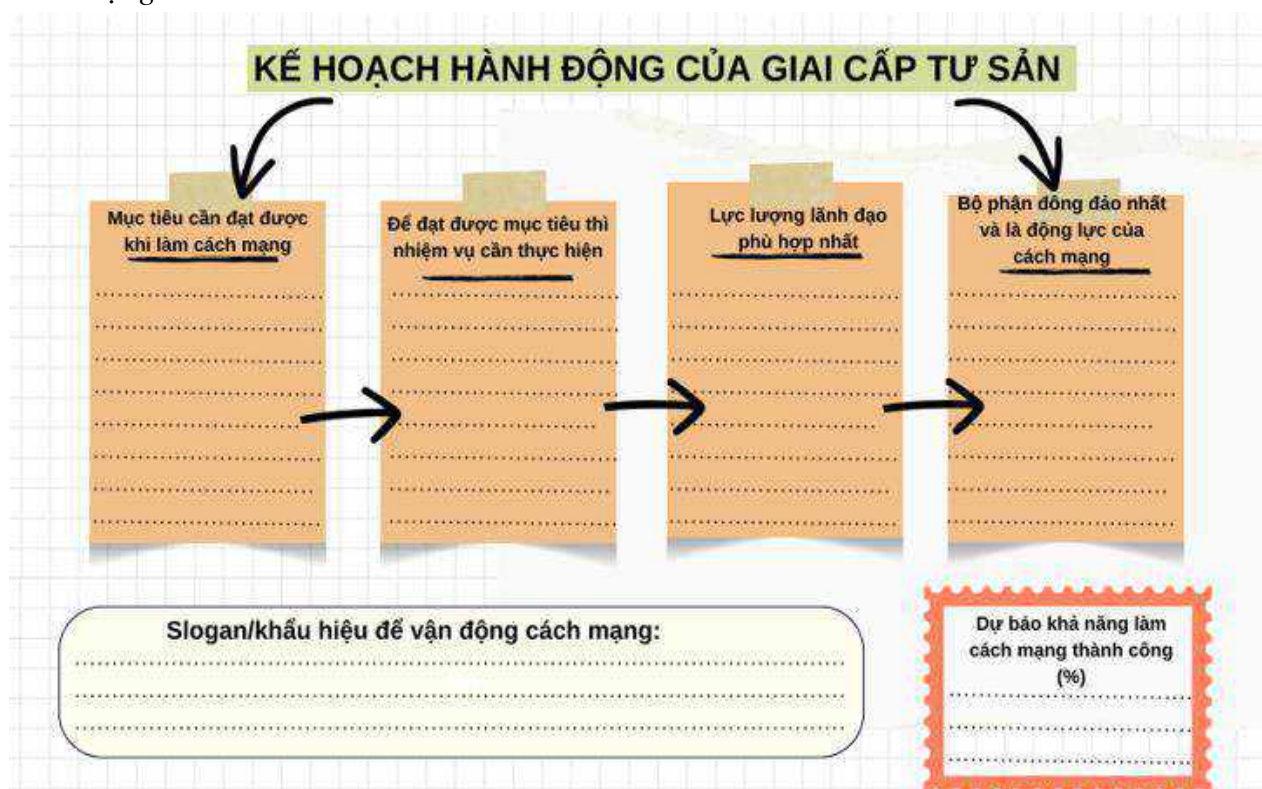 KẾ HOẠCH HÀNH ĐỘNG CỦA GIAI CẤP TƯ SẢN
Mục tiêu cần đạt được
khi làm cách mạng
Để đạt được mục tiêu thì
nhiệm vụ cần thực hiện
Lực lượng lãnh đạo
phù hợp nhất
Bộ phận đông đảo nhất
và là động lực của
cách mạng
Slogan/khẩu hiệu để vận động cách mạng:
Dự báo khả năng làm
cách mạng thành công
(%)